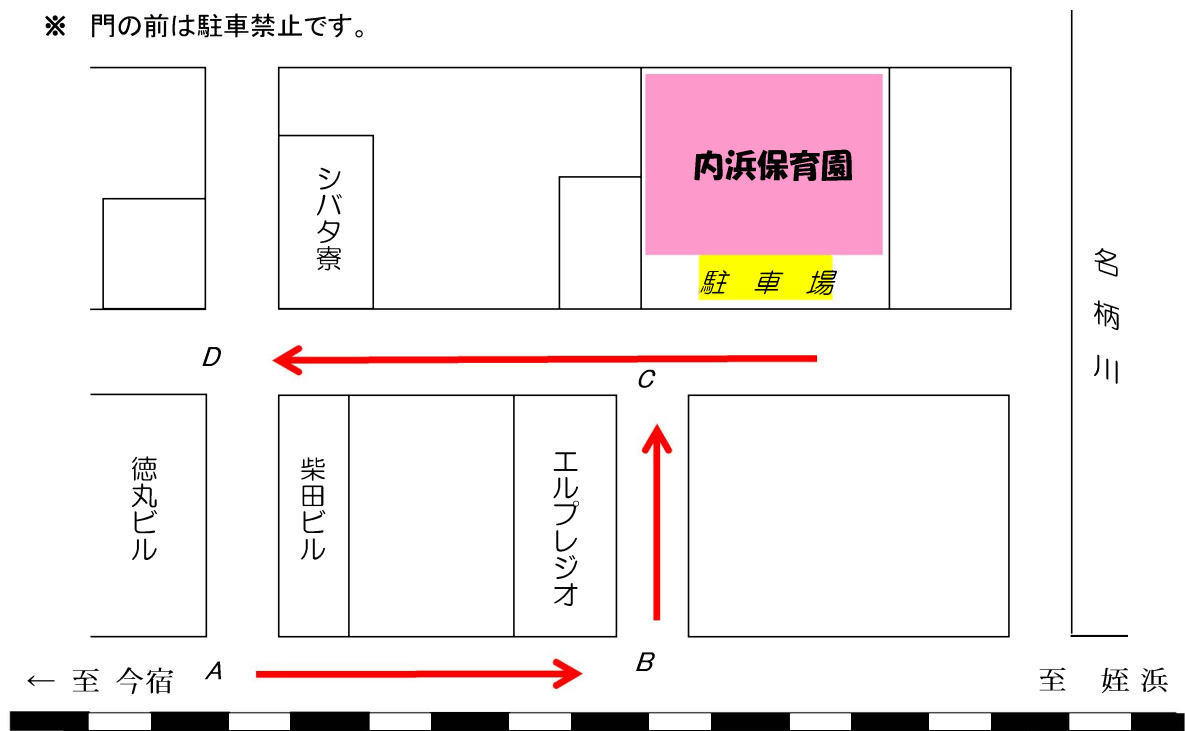 ※ 門の前は駐車禁止です。
内浜保育園
シバタ寮
駐 車 場
名柄川
D
C
徳丸ビル
柴田ビル
エルプレジオ
← 至 今宿
A
B
至 姪浜